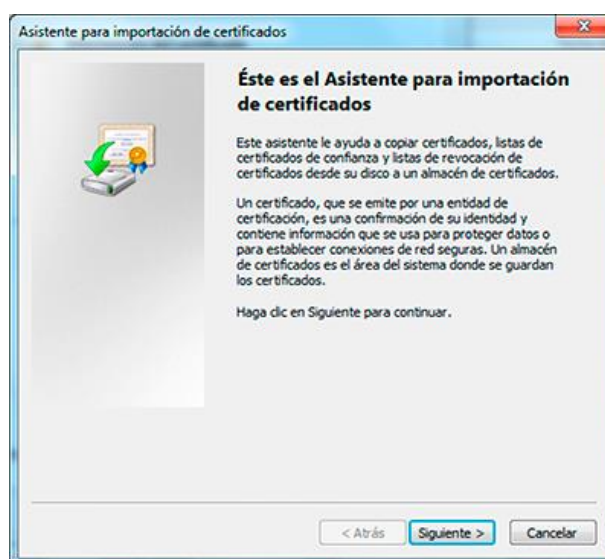 Asistente para importación de certificados
Éste es el Asistente para importación
de certificados
Este asistente le ayuda a copiar certificados, listas de
certificados de confianza y listas de revocación de
certificados desde su disco a un almacén de certificados.
Un certificado, que se emite por una entidad de
certificación, es una confirmación de su identidad y
contiene información que se usa para proteger datos o
para establecer conexiones de red seguras. Un almacén
de certificados es el área del sistema donde se guardan
los certificados.
Haga clic en Siguiente para continuar.
< Atrás Siguiente > Cancelar